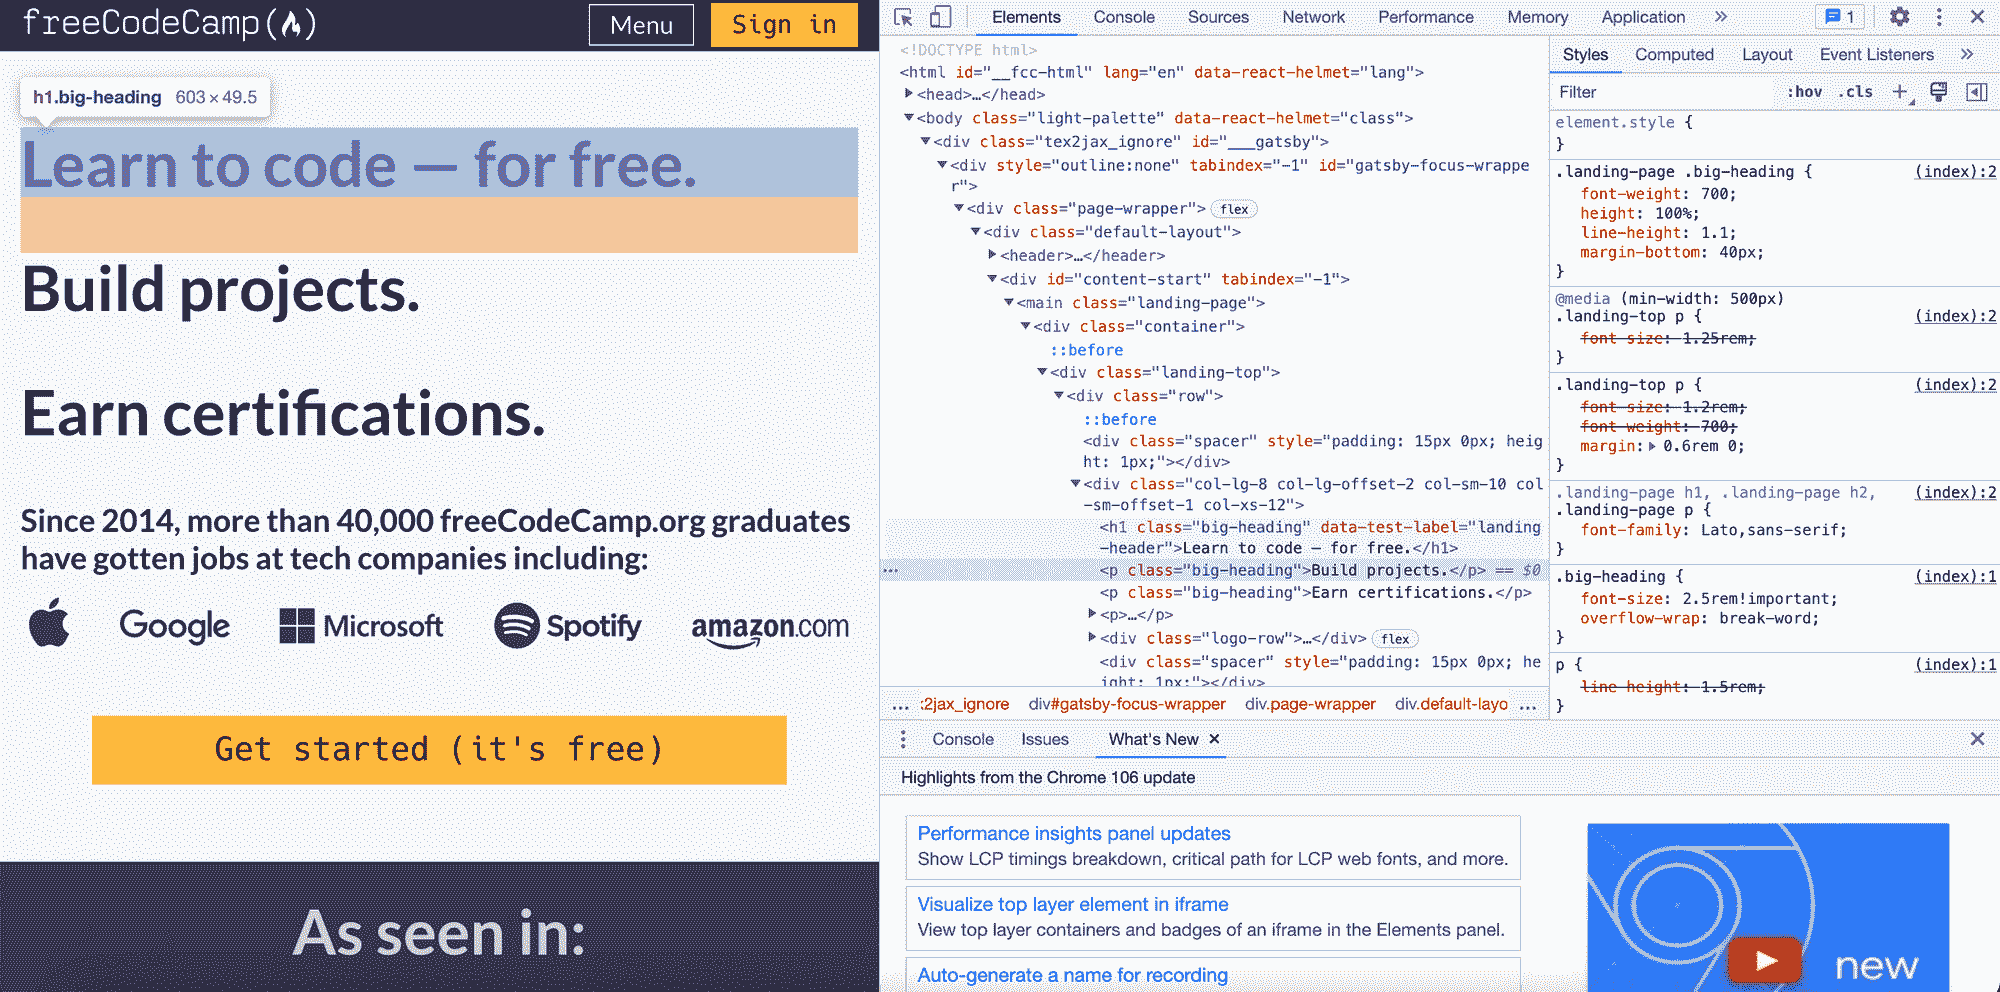 freeCodeCamp(🔥)
Menu
Sign in
h1.big-heading 603 × 49.5
Learn to code — for free.
Build projects.
Earn certifications.
Since 2014, more than 40,000 freeCodeCamp.org graduates
have gotten jobs at tech companies including:
Google
Microsoft
Spotify
amazon.com
Get started (it's free)
As seen in:
Elements Console Sources Network Performance Memory Application » 1
<!DOCTYPE html>
<html id="__fcc-html" lang="en" data-react-helmet="lang">
<head>…</head>
<body class="light-palette" data-react-helmet="class">
<div class="tex2jax_ignore" id="___gatsby">
<div style="outline:none" tabindex="-1" id="gatsby-focus-wrappe
r">
<div class="page-wrapper"> flex
<div class="default-layout">
<header>…</header>
<div id="content-start" tabindex="-1">
<main class="landing-page">
<div class="container">
::before
<div class="landing-top">
<div class="row">
::before
<div class="spacer" style="padding: 15px 0px; heig
ht: 1px;"></div>
<div class="col-lg-8 col-lg-offset-2 col-sm-10 col
-sm-offset-1 col-xs-12">
<h1 class="big-heading" data-test-label="landing
-header">Learn to code — for free.</h1>
… <p class="big-heading">Build projects.</p> == $0
<p class="big-heading">Earn certifications.</p>
<p>…</p>
<div class="logo-row">…</div> flex
<div class="spacer" style="padding: 15px 0px; he
ight: 1px;"></div>
… :2jax_ignore div#gatsby-focus-wrapper div.page-wrapper div.default-layo …
Styles Computed Layout Event Listeners »
Filter :hov .cls +
element.style {
}
.landing-page .big-heading { (index):2
font-weight: 700;
height: 100%;
line-height: 1.1;
margin-bottom: 40px;
}
@media (min-width: 500px)
.landing-top p { (index):2
font-size: 1.25rem;
}
.landing-top p { (index):2
font-size: 1.2rem;
font-weight: 700;
margin: 0.6rem 0;
}
.landing-page h1, .landing-page h2, (index):2
.landing-page p {
font-family: Lato,sans-serif;
}
.big-heading { (index):1
font-size: 2.5rem!important;
overflow-wrap: break-word;
}
p { (index):1
line-height: 1.5rem;
}
Console Issues What's New ×
Highlights from the Chrome 106 update
Performance insights panel updates
Show LCP timings breakdown, critical path for LCP web fonts, and more.
Visualize top layer element in iframe
View top layer containers and badges of an iframe in the Elements panel.
Auto-generate a name for recording
new